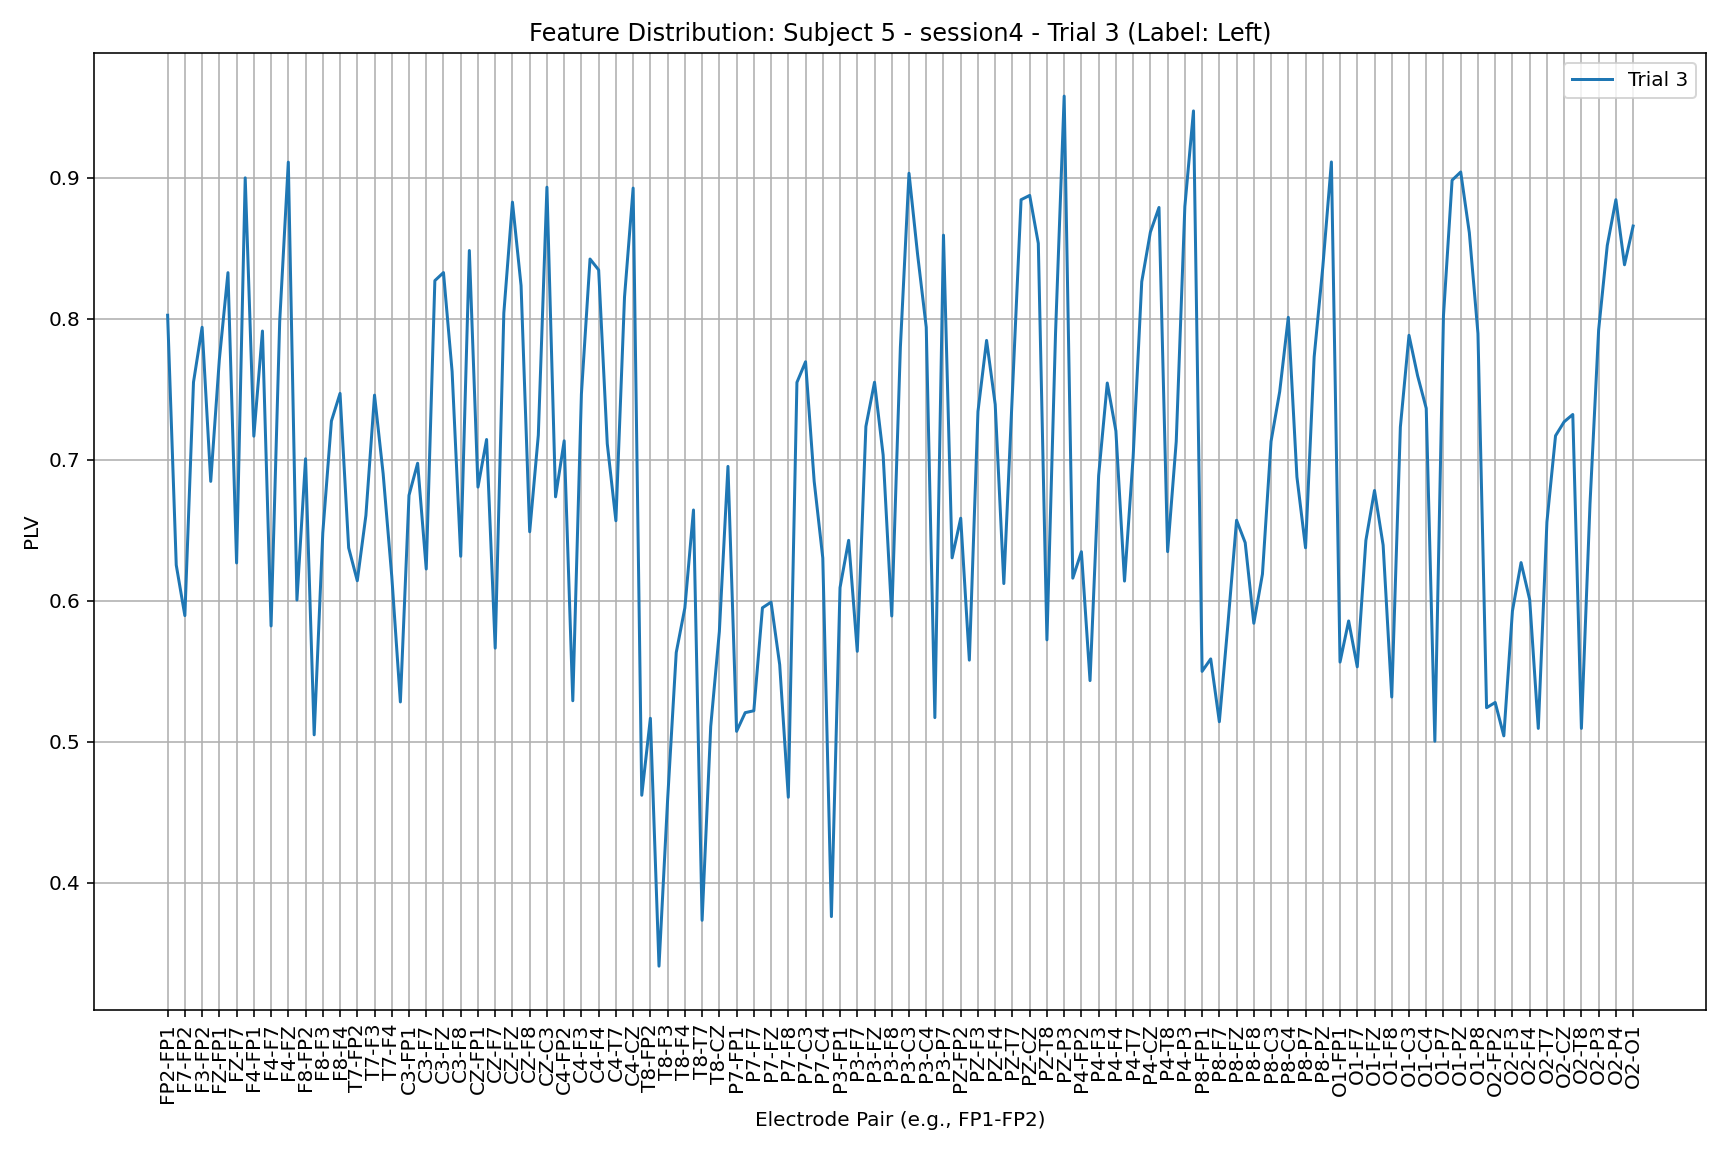 Feature Distribution: Subject 5 - session4 - Trial 3 (Label: Left)
Trial 3
PLV
0.9
0.8
0.7
0.6
0.5
0.4
FP2-FP1
F7-FP2
F3-FP2
FZ-FP1
FZ-F7
F4-FP1
F4-F7
F4-FZ
F8-FP2
F8-F3
F8-F4
T7-FP2
T7-F3
T7-F4
C3-FP1
C3-F7
C3-FZ
C3-F8
CZ-FP1
CZ-F7
CZ-FZ
CZ-F8
CZ-C3
C4-FP2
C4-F3
C4-F4
C4-T7
C4-CZ
T8-FP2
T8-F3
T8-F4
T8-T7
T8-CZ
P7-FP1
P7-F7
P7-FZ
P7-F8
P7-C3
P7-C4
P3-FP1
P3-F7
P3-FZ
P3-F8
P3-C3
P3-C4
P3-P7
PZ-FP2
PZ-F3
PZ-F4
PZ-T7
PZ-CZ
PZ-T8
PZ-P3
P4-FP2
P4-F3
P4-F4
P4-T7
P4-CZ
P4-T8
P4-P3
P8-FP1
P8-F7
P8-FZ
P8-F8
P8-C3
P8-C4
P8-P7
P8-PZ
O1-FP1
O1-F7
O1-FZ
O1-F8
O1-C3
O1-C4
O1-P7
O1-PZ
O1-P8
O2-FP2
O2-F3
O2-F4
O2-T7
O2-CZ
O2-T8
O2-P3
O2-P4
O2-O1
Electrode Pair (e.g., FP1-FP2)